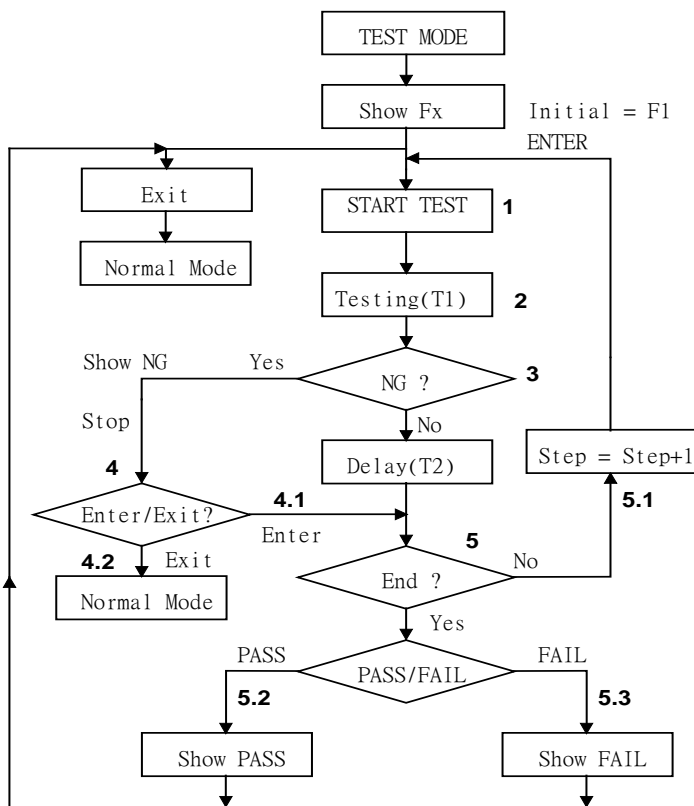 TEST MODE
Show Fx
Initial = F1
ENTER
Exit
START TEST
1
Normal Mode
Testing(T1)
2
Show NG
Yes
NG ?
3
Stop
No
Delay(T2)
Step = Step+1
4
4.1
5.1
Enter/Exit?
Enter
5
4.2
Exit
End ?
No
Normal Mode
Yes
PASS
PASS/FAIL
FAIL
5.2
5.3
Show PASS
Show FAIL